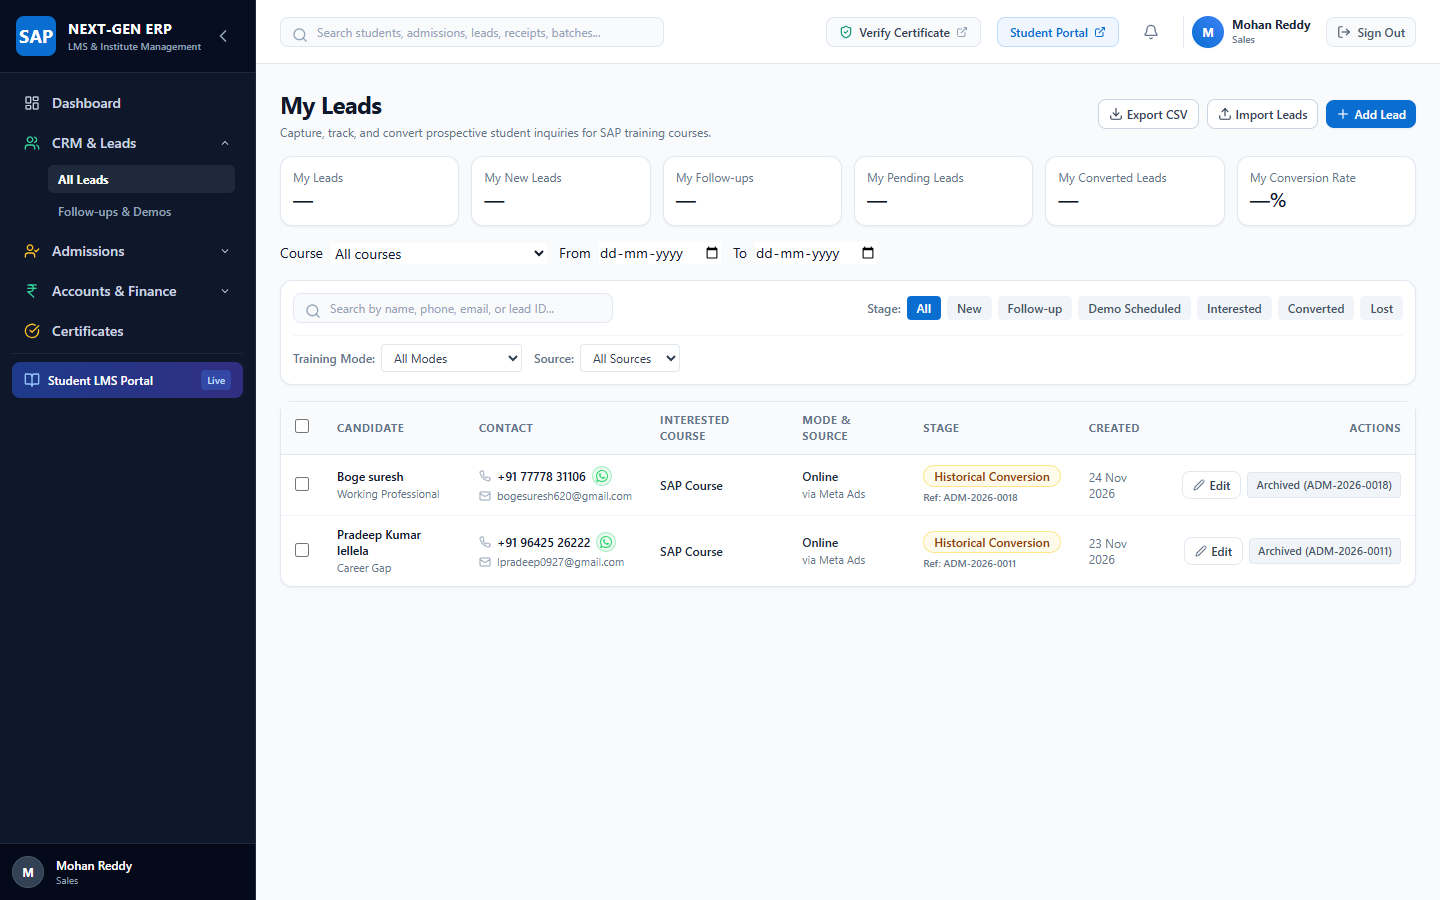 SAP
NEXT-GEN ERP
LMS & Institute Management
Search students, admissions, leads, receipts, batches...
Verify Certificate
Student Portal
M
Mohan Reddy
Sales
Sign Out
Dashboard
CRM & Leads
All Leads
Follow-ups & Demos
Admissions
Accounts & Finance
Certificates
Student LMS Portal
Live
M
Mohan Reddy
Sales
My Leads
Capture, track, and convert prospective student inquiries for SAP training courses.
Export CSV
Import Leads
+ Add Lead
My Leads
—
My New Leads
—
My Follow-ups
—
My Pending Leads
—
My Converted Leads
—
My Conversion Rate
—%
Course All courses From dd-mm-yyyy To dd-mm-yyyy
Search by name, phone, email, or lead ID...
Stage: All New Follow-up Demo Scheduled Interested Converted Lost
Training Mode: All Modes Source: All Sources
CANDIDATE
CONTACT
INTERESTED
COURSE
MODE &
SOURCE
STAGE
CREATED
ACTIONS
Boge suresh
Working Professional
+91 77778 31106
bogesuresh620@gmail.com
SAP Course
Online
via Meta Ads
Historical Conversion
Ref: ADM-2026-0018
24 Nov
2026
Edit
Archived (ADM-2026-0018)
Pradeep Kumar
lellela
Career Gap
+91 96425 26222
lpradeep0927@gmail.com
SAP Course
Online
via Meta Ads
Historical Conversion
Ref: ADM-2026-0011
23 Nov
2026
Edit
Archived (ADM-2026-0011)